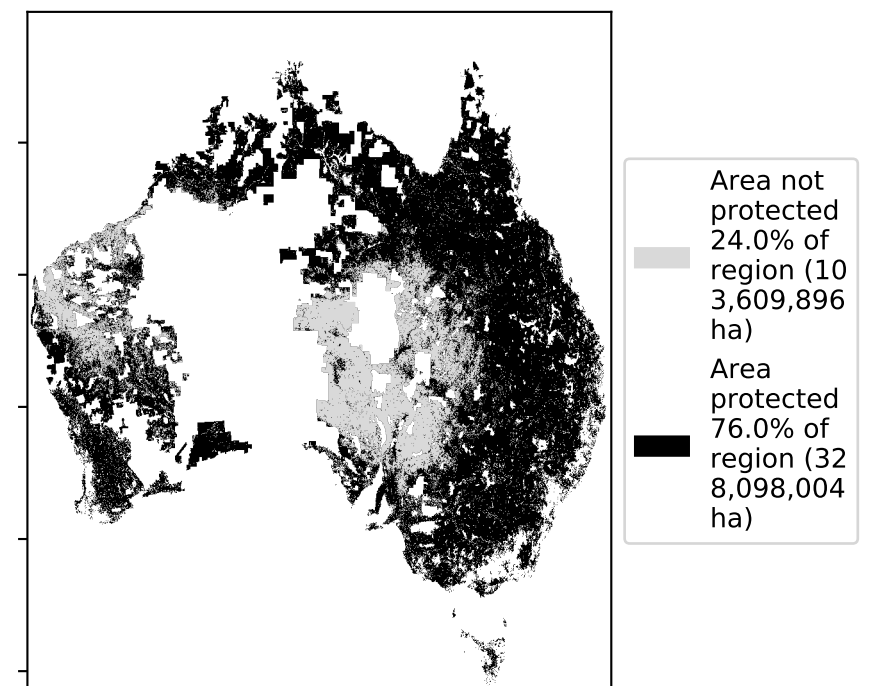 Area not
protected
24.0% of
region (10
3,609,896
ha)
Area
protected
76.0% of
region (32
8,098,004
ha)